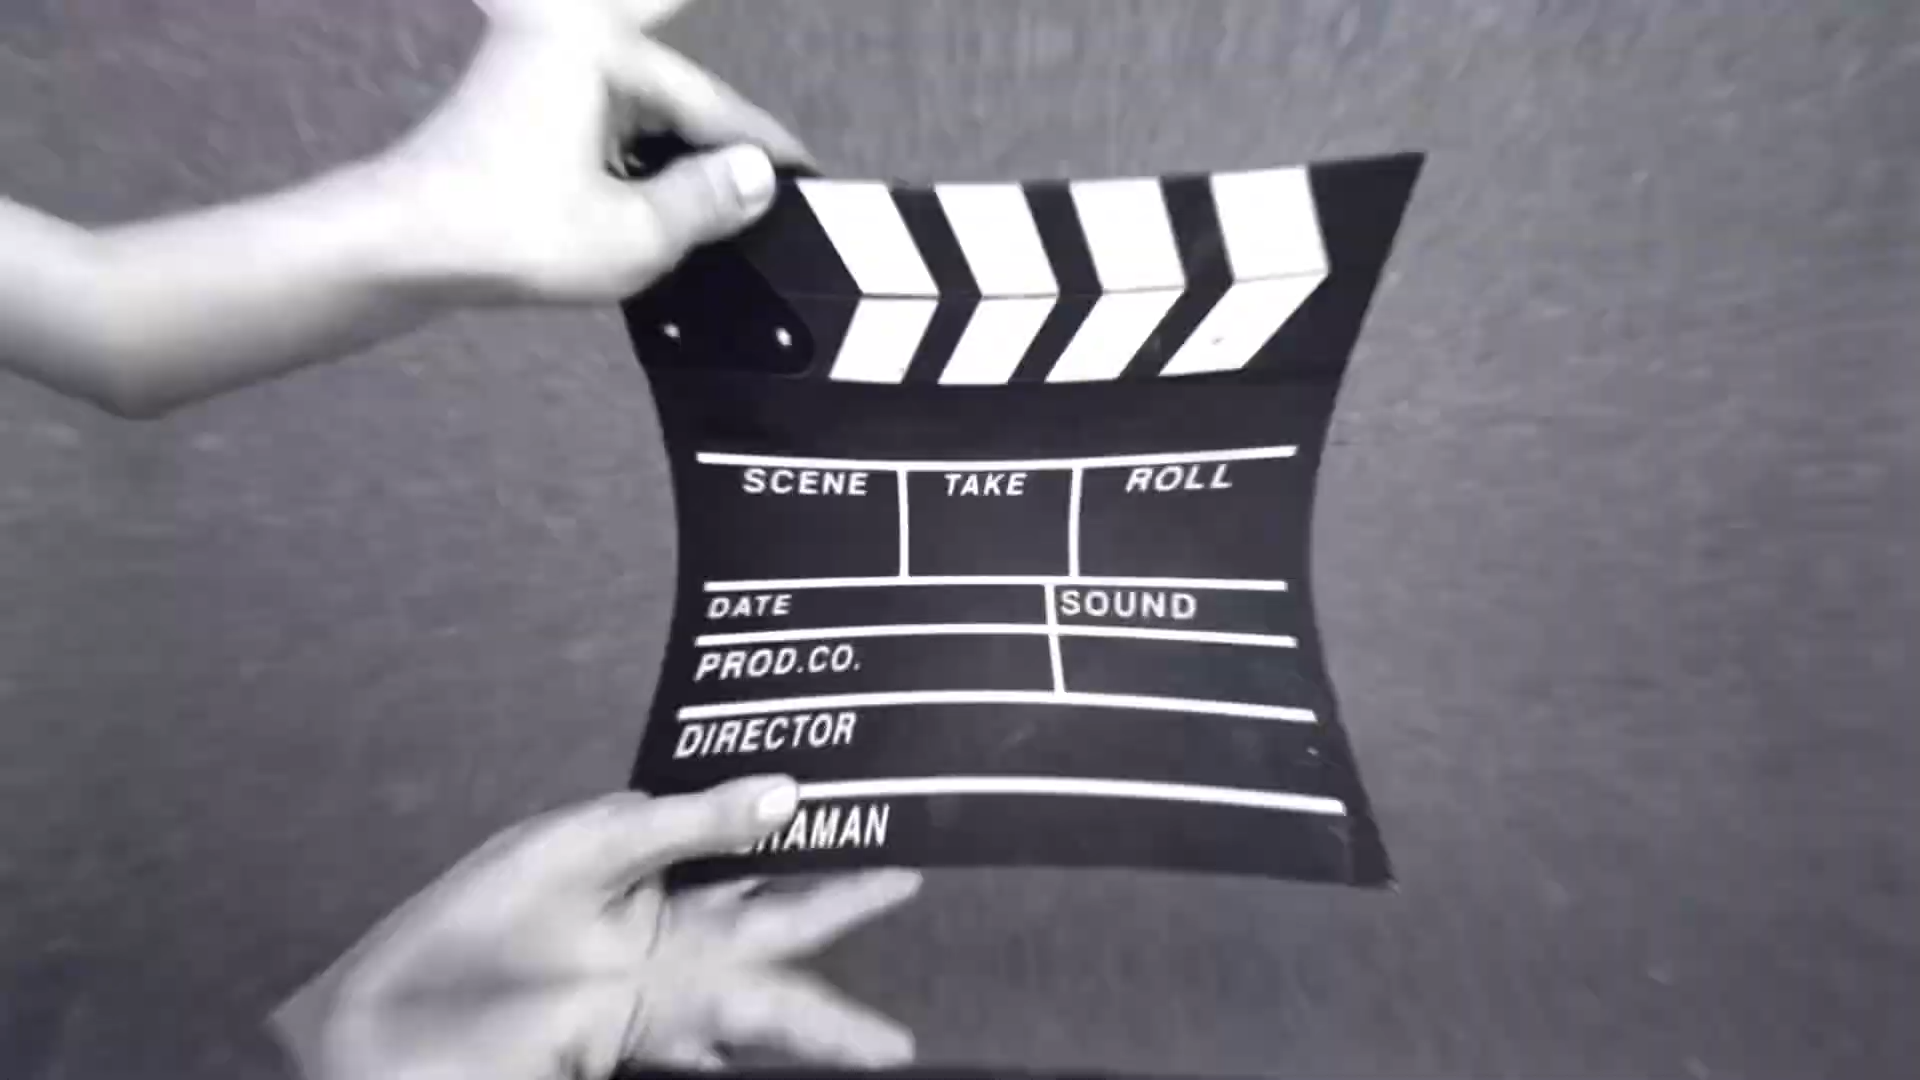 SCENE TAKE ROLL
DATE SOUND
PROD.CO.
DIRECTOR